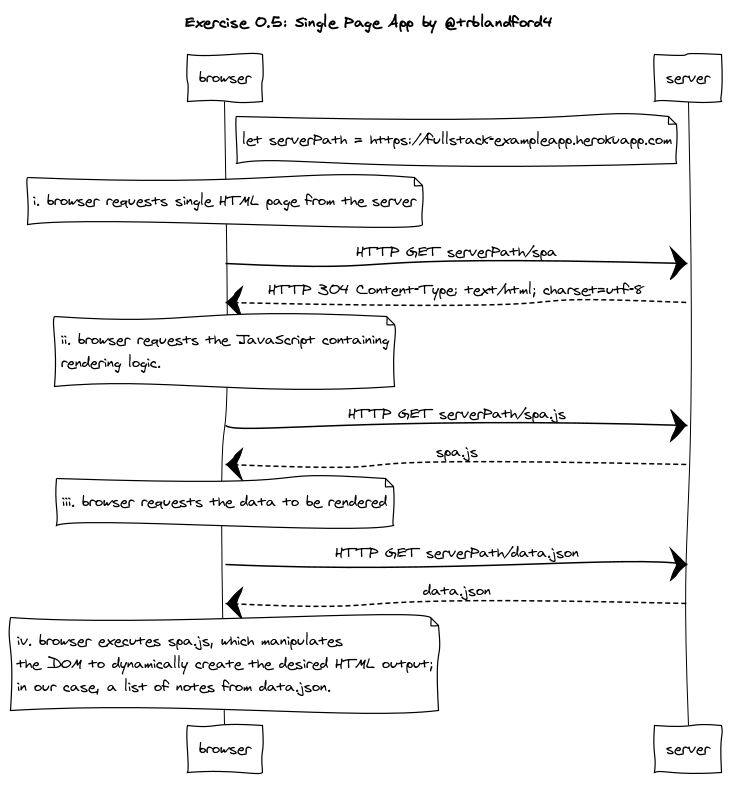 Exercise 0.5: Single Page App by @trblandford4
browser
server
let serverPath = https://fullstack-exampleapp.herokuapp.com
i. browser requests single HTML page from the server
HTTP GET serverPath/spa
HTTP 304 Content-Type: text/html; charset=utf-8
ii. browser requests the JavaScript containing
rendering logic.
HTTP GET serverPath/spa.js
spa.js
iii. browser requests the data to be rendered
HTTP GET serverPath/data.json
data.json
iv. browser executes spa.js, which manipulates
the DOM to dynamically create the desired HTML output;
in our case, a list of notes from data.json.
browser
server